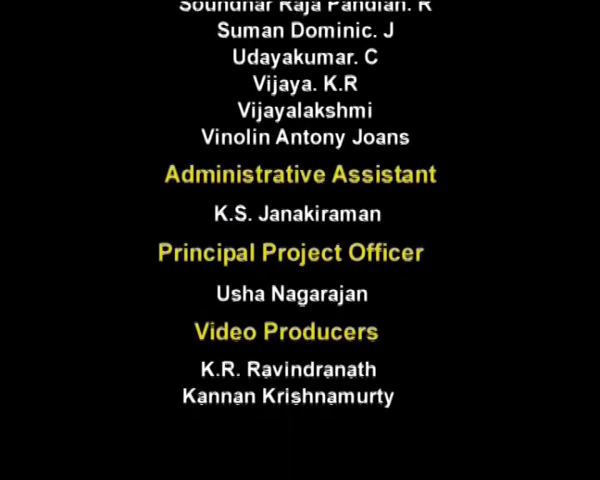 Soundhar Raja Pandian. R
Suman Dominic. J
Udayakumar. C
Vijaya. K.R
Vijayalakshmi
Vinolin Antony Joans
Administrative Assistant
K.S. Janakiraman
Principal Project Officer
Usha Nagarajan
Video Producers
K.R. Ravindranath
Kannan Krishnamurty